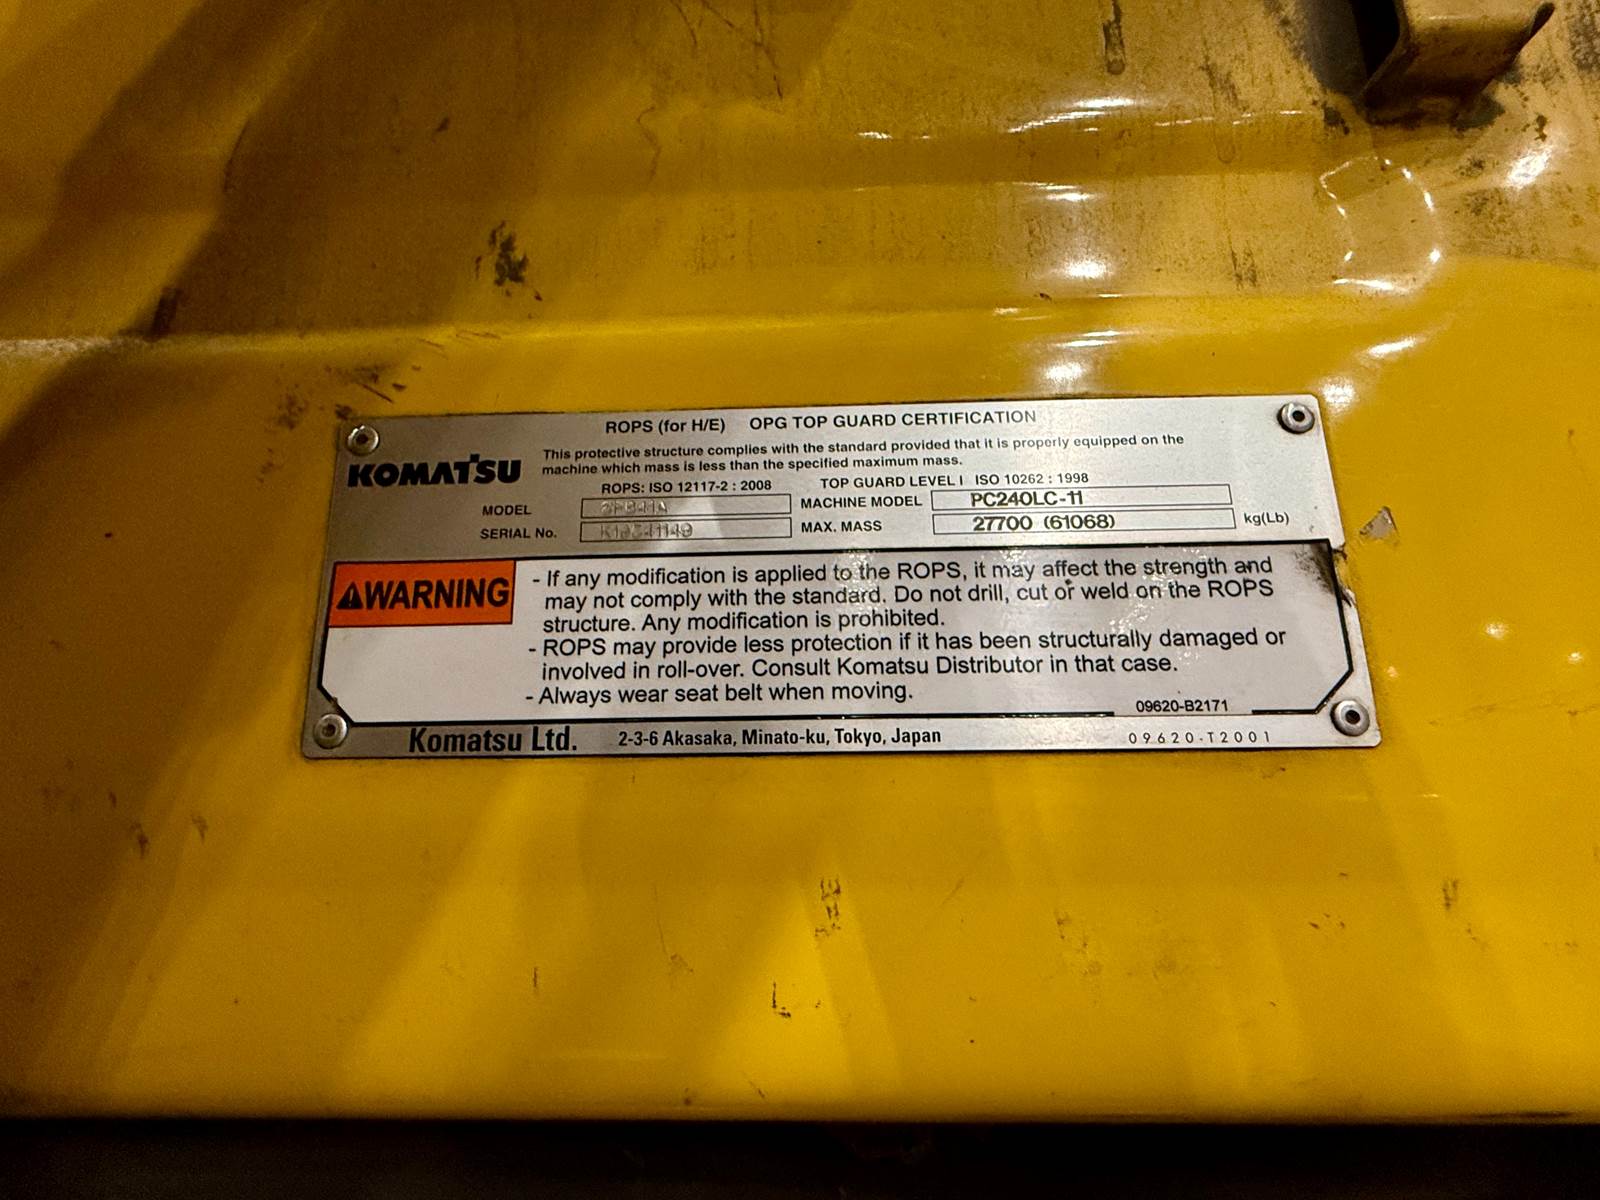 ROPS (for H/E) OPG TOP GUARD CERTIFICATION
KOMATSU
This protective structure complies with the standard provided that it is properly equipped on the
machine which mass is less than the specified maximum mass.
ROPS: ISO 12117-2 : 2008 TOP GUARD LEVEL I ISO 10262 : 1998
MODEL MACHINE MODEL PC240LC-11
SERIAL No. MAX. MASS 27700 (61068) kg(Lb)
WARNING
- If any modification is applied to the ROPS, it may affect the strength and
may not comply with the standard. Do not drill, cut or weld on the ROPS
structure. Any modification is prohibited.
- ROPS may provide less protection if it has been structurally damaged or
involved in roll-over. Consult Komatsu Distributor in that case.
- Always wear seat belt when moving.
09620-B2171
Komatsu Ltd. 2-3-6 Akasaka, Minato-ku, Tokyo, Japan 09620-T2001